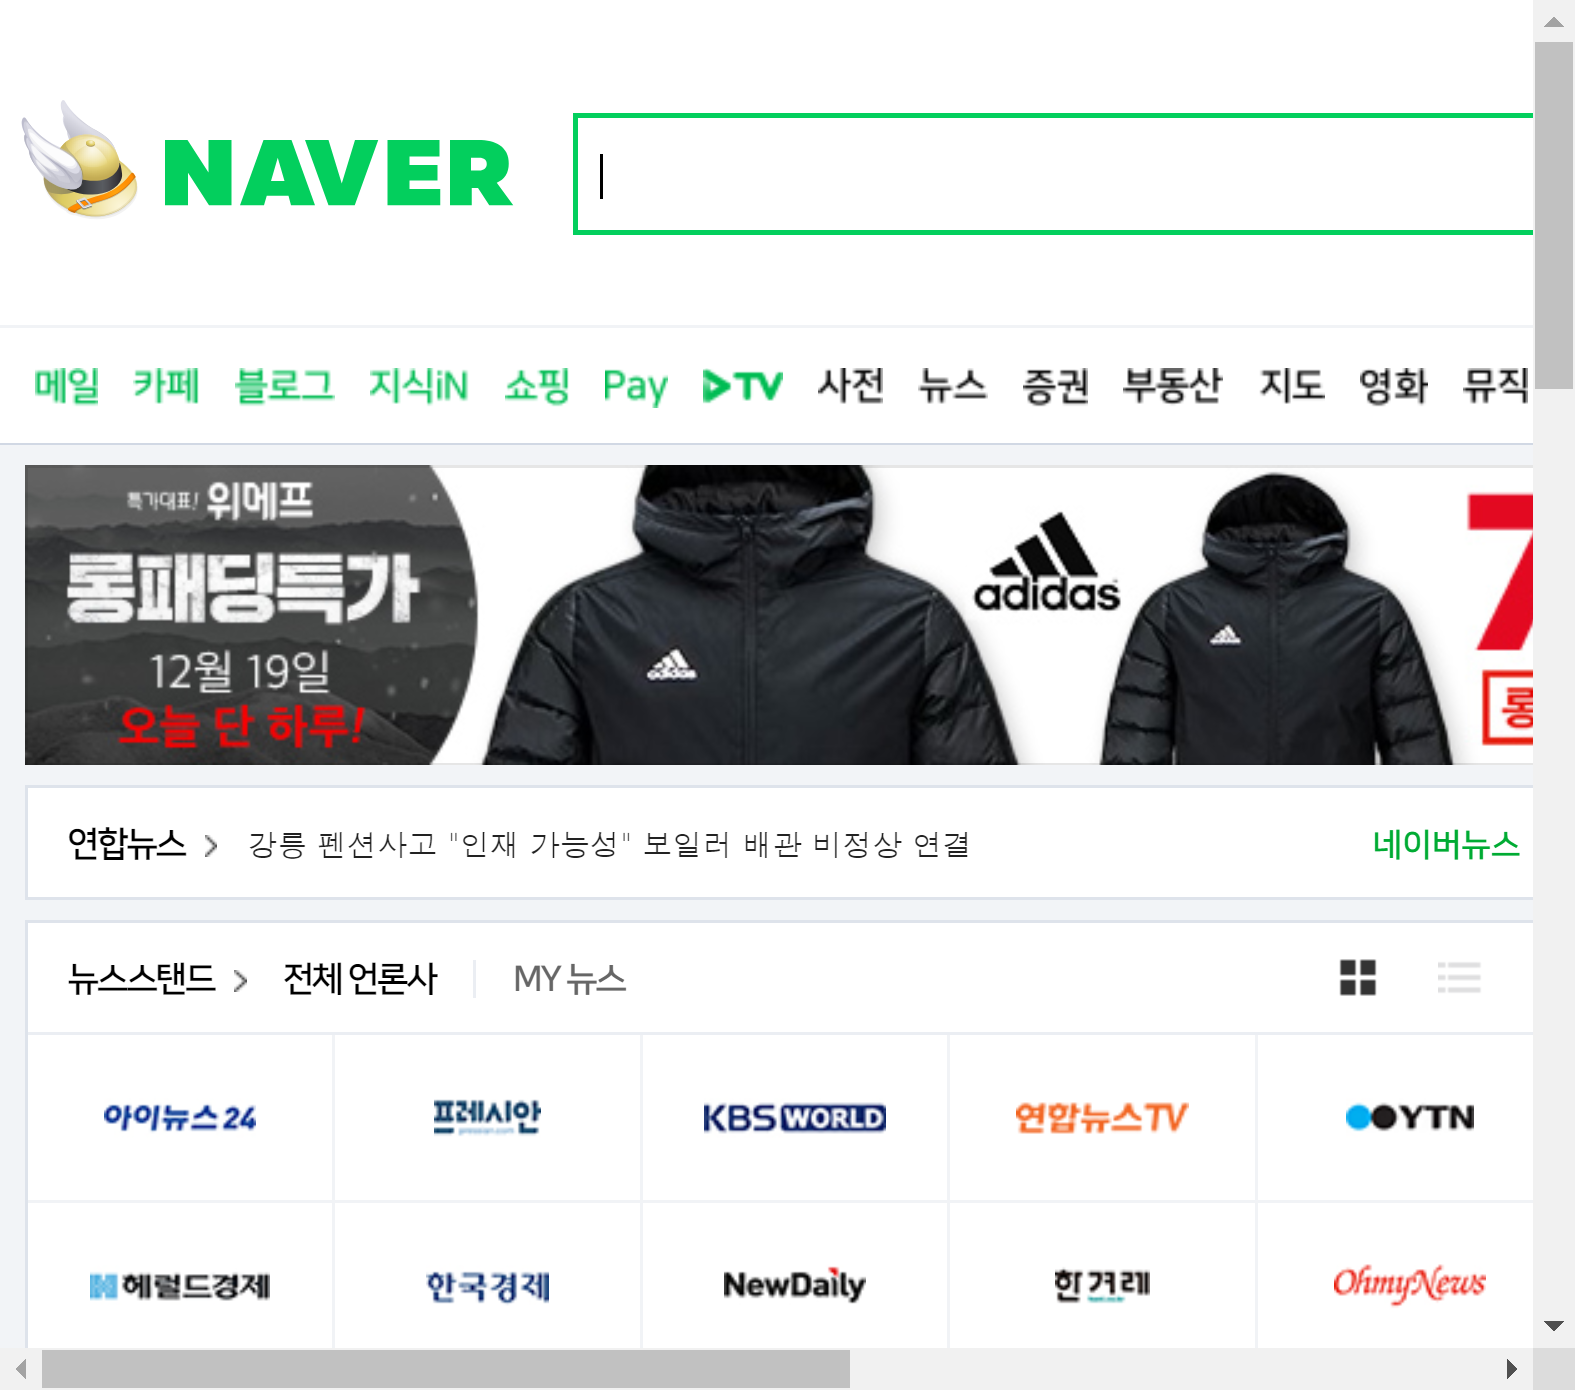 NAVER
메일 카페 블로그 지식iN 쇼핑 Pay TV 사전 뉴스 증권 부동산 지도 영화 뮤직
특가대표! 위메프
롱패딩특가
12월 19일
오늘 단 하루!
adidas
adidas
7
롱
연합뉴스 > 강릉 펜션사고 "인재 가능성" 보일러 배관 비정상 연결 네이버뉴스
뉴스스탠드 > 전체 언론사 MY 뉴스
아이뉴스24 프레시안 KBS WORLD 연합뉴스TV YTN
pressian.com
헤럴드경제 한국경제 NewDaily 한겨레 OhmyNews